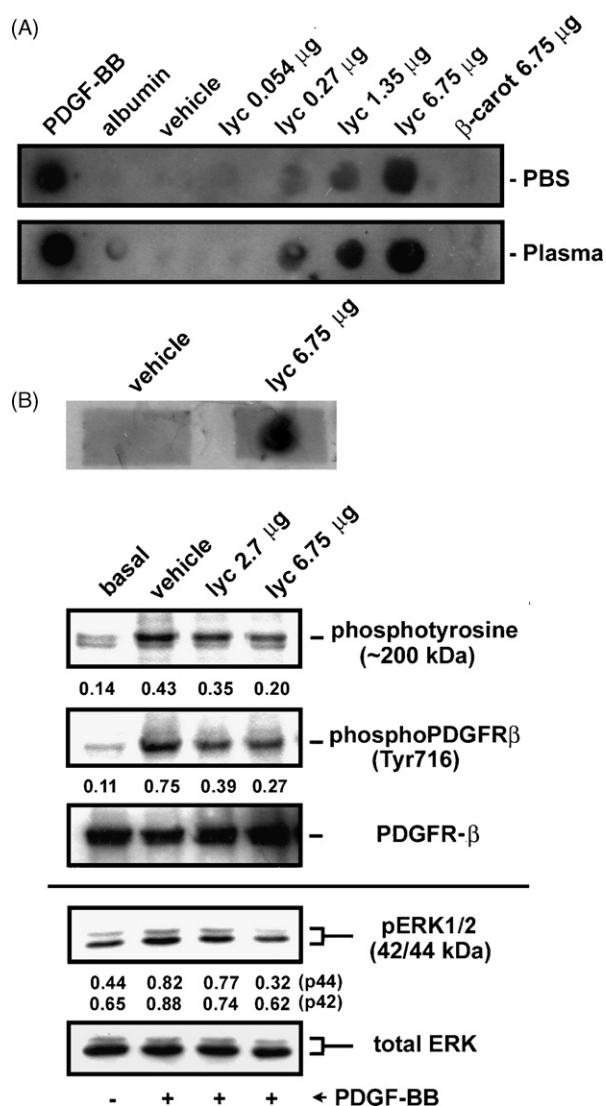 (A)
PDGF-BB albumin vehicle lyc 0.054 μg lyc 0.27 μg lyc 1.35 μg lyc 6.75 μg β-carot 6.75 μg
- PBS
- Plasma
vehicle lyc 6.75 μg
(B)
basal vehicle lyc 2.7 μg lyc 6.75 μg
phosphotyrosine
(~200 kDa)
0.14 0.43 0.35 0.20
phosphoPDGFRβ
(Tyr716)
0.11 0.75 0.39 0.27
PDGFR-β
pERK1/2
(42/44 kDa)
0.44 0.82 0.77 0.32 (p44)
0.65 0.88 0.74 0.62 (p42)
total ERK
- + + + ← PDGF-BB